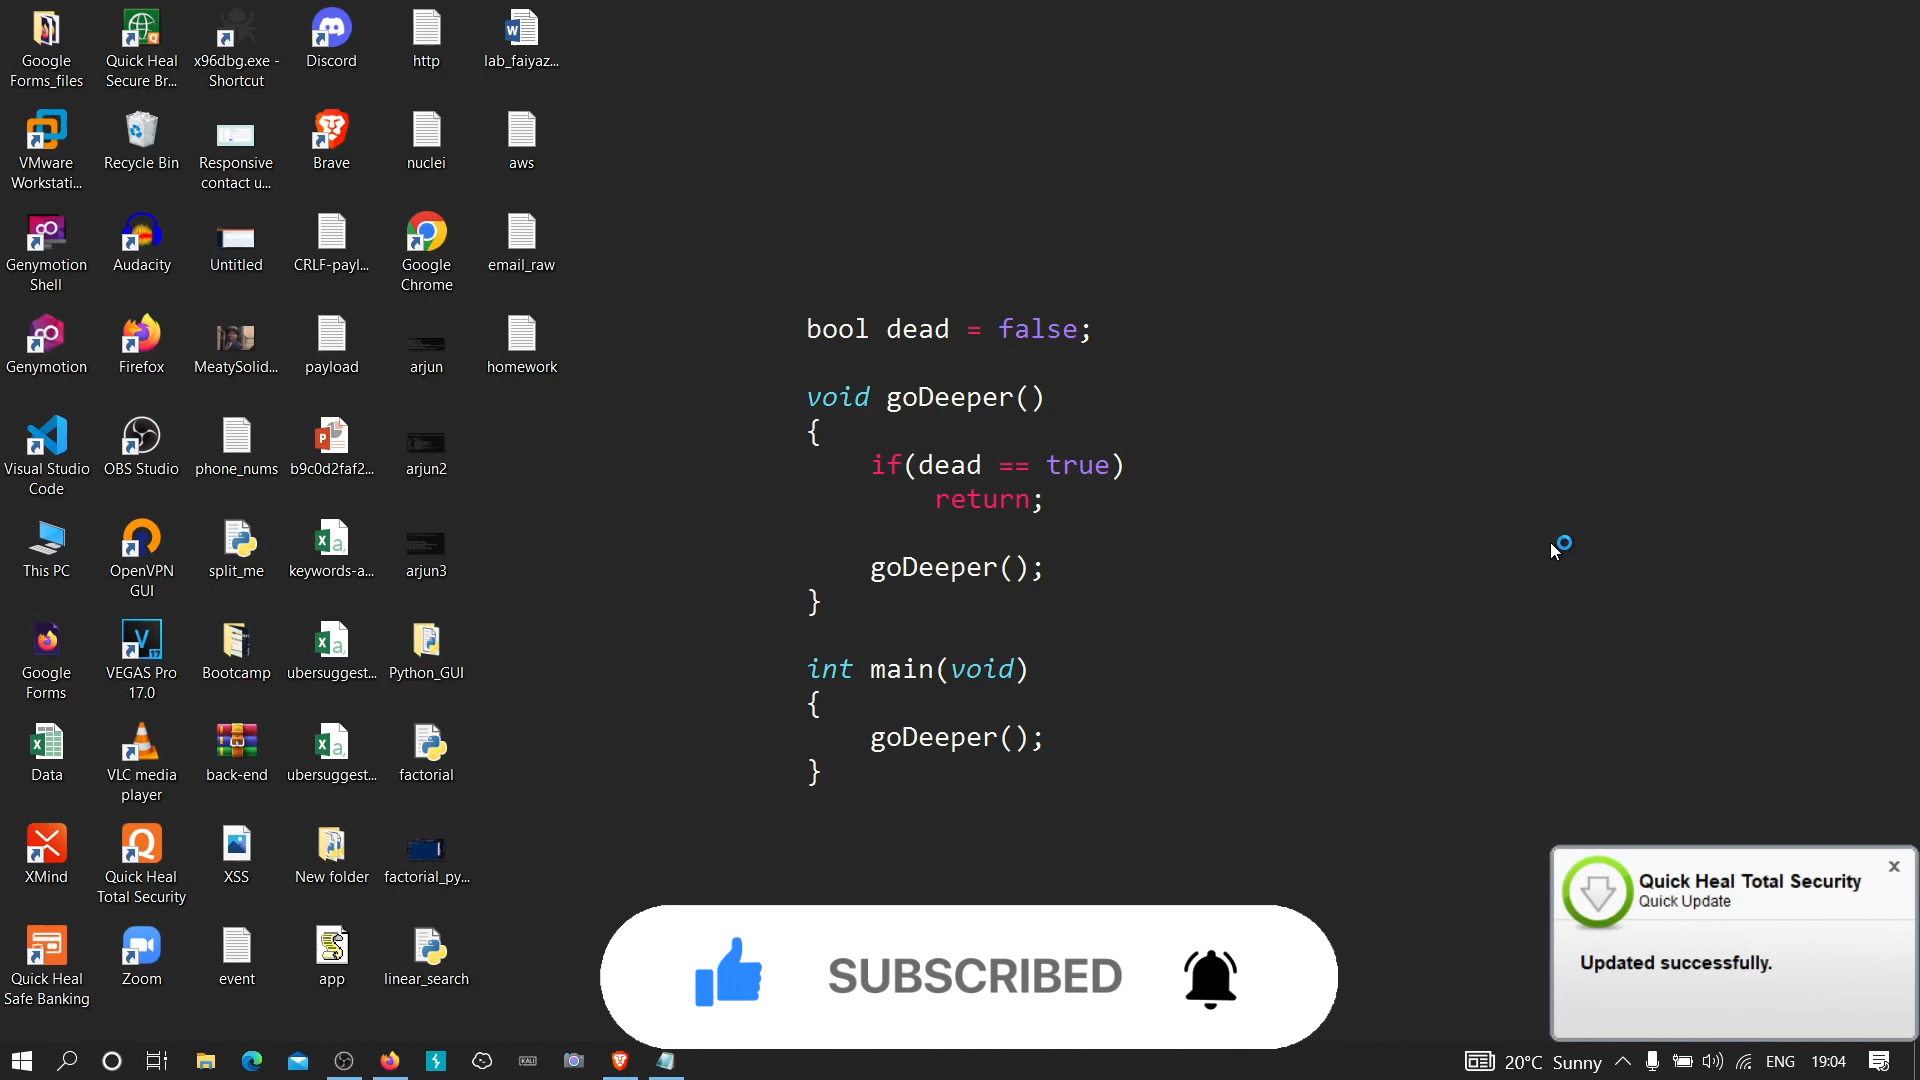 Google
Forms_files
Quick Heal
Secure Br...
x96dbg.exe -
Shortcut
Discord
http
lab_faiyaz...
VMware
Workstati...
Recycle Bin
Responsive
contact u...
Brave
nuclei
aws
Genymotion
Shell
Audacity
Untitled
CRLF-payl...
Google
Chrome
email_raw
Genymotion
Firefox
MeatySolid...
payload
arjun
homework
Visual Studio
Code
OBS Studio
phone_nums
b9c0d2faf2...
arjun2
This PC
OpenVPN
GUI
split_me
keywords-a...
arjun3
Google
Forms
VEGAS Pro
17.0
Bootcamp
ubersuggest...
Python_GUI
Data
VLC media
player
back-end
ubersuggest...
factorial
XMind
Quick Heal
Total Security
XSS
New folder
factorial_py...
Quick Heal
Safe Banking
Zoom
event
app
linear_search
bool dead = false;
void goDeeper()
{
if(dead == true)
return;
goDeeper();
}
int main(void)
{
goDeeper();
}
SUBSCRIBED
Quick Heal Total Security
Quick Update
x
Updated successfully.
KALI
20°C Sunny
ENG
19:04